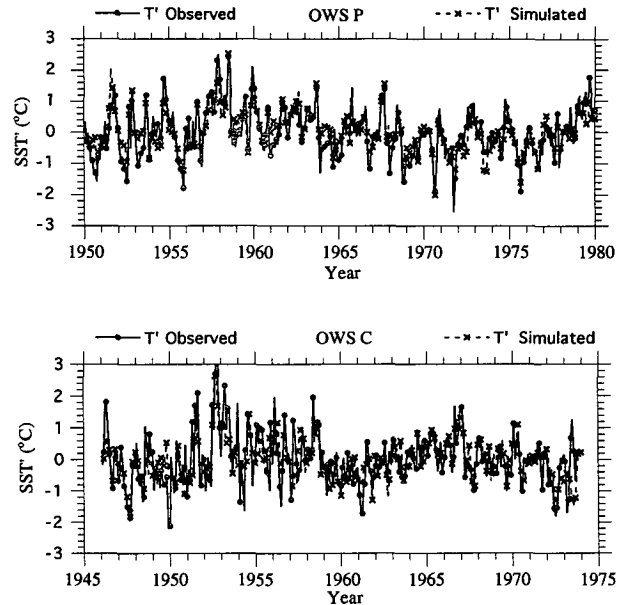 T' Observed OWS P T' Simulated
3
2
1
0
-1
-2
-3
SST' (°C)
1950 1955 1960 1965 1970 1975 1980
Year
T' Observed OWS C T' Simulated
3
2
1
0
-1
-2
-3
SST' (°C)
1945 1950 1955 1960 1965 1970 1975
Year